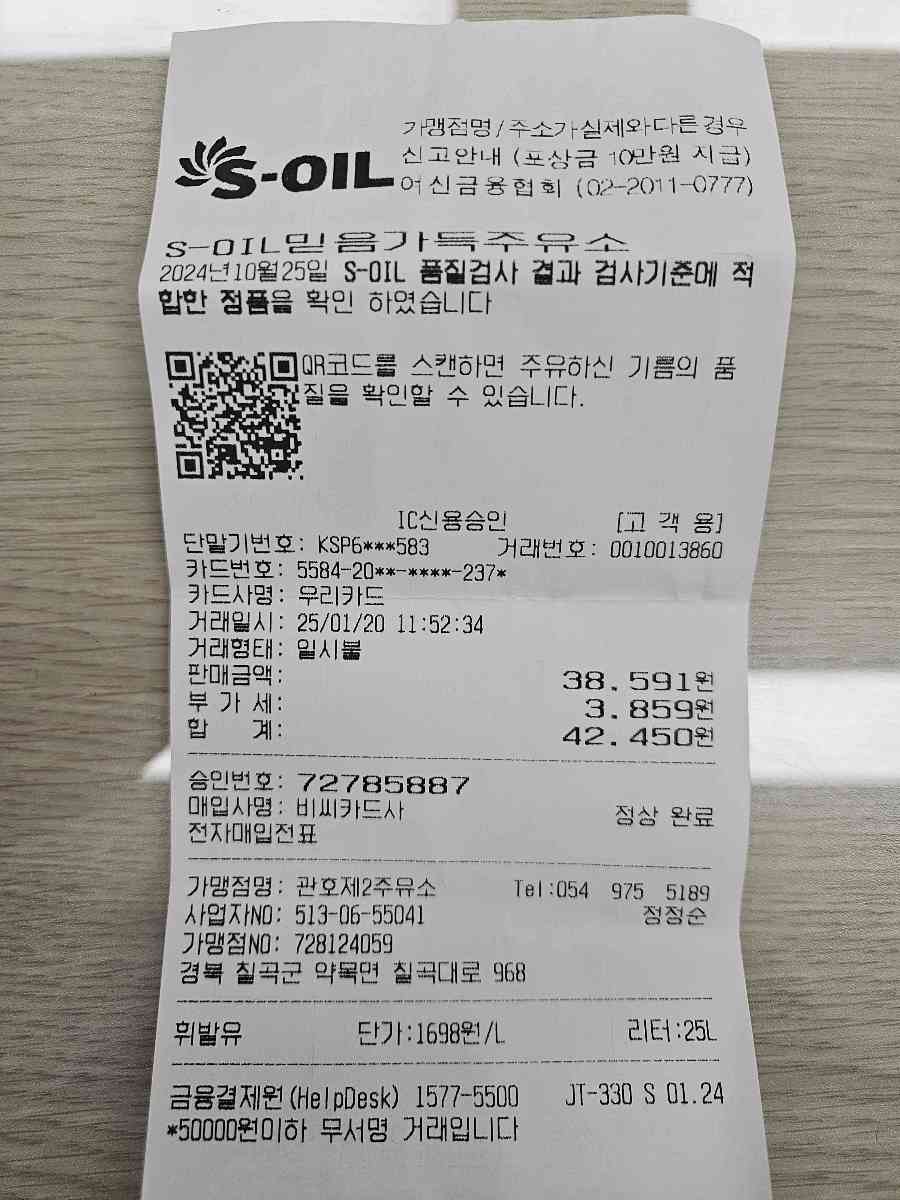 가맹점명/주소가실제와다른경우
신고안내 (포상금 10만원 지급)
S-OIL 여신금융협회 (02-2011-0777)
S-OIL믿음가득주유소
2024년10월25일 S-OIL 품질검사 결과 검사기준에 적
합한 정품을 확인 하였습니다
QR코드를 스캔하면 주유하신 기름의 품
질을 확인할 수 있습니다.
IC신용승인 [고 객 용]
단말기번호: KSP6***583 거래번호: 0010013860
카드번호: 5584-20**-****-237*
카드사명: 우리카드
거래일시: 25/01/20 11:52:34
거래형태: 일시불
판매금액: 38.591원
부 가 세: 3.859원
합 계: 42.450원
승인번호: 72785887
매입사명: 비씨카드사 정상 완료
전자매입전표
가맹점명: 관호제2주유소 Tel:054 975 5189
사업자NO: 513-06-55041 정정순
가맹점NO: 728124059
경북 칠곡군 약목면 칠곡대로 968
휘발유 단가:1698원/L 리터:25L
금융결제원(HelpDesk) 1577-5500 JT-330 S 01.24
*50000원이하 무서명 거래입니다